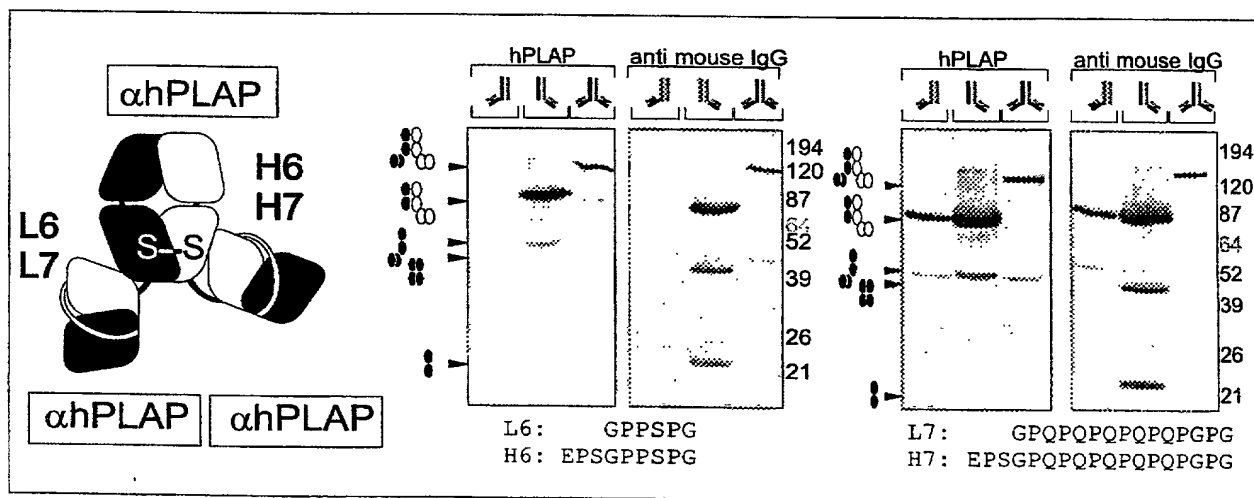 αhPLAP
H6
H7
L6
L7
S-S
αhPLAP
αhPLAP
hPLAP
anti mouse IgG
194
120
87
64
52
39
26
21
L6: GPPSPG
H6: EPSGPPSPG
hPLAP
anti mouse IgG
194
120
87
64
52
39
26
21
L7: GPQPQPQPQPQPGPG
H7: EPSGPQPQPQPQPQPGPG